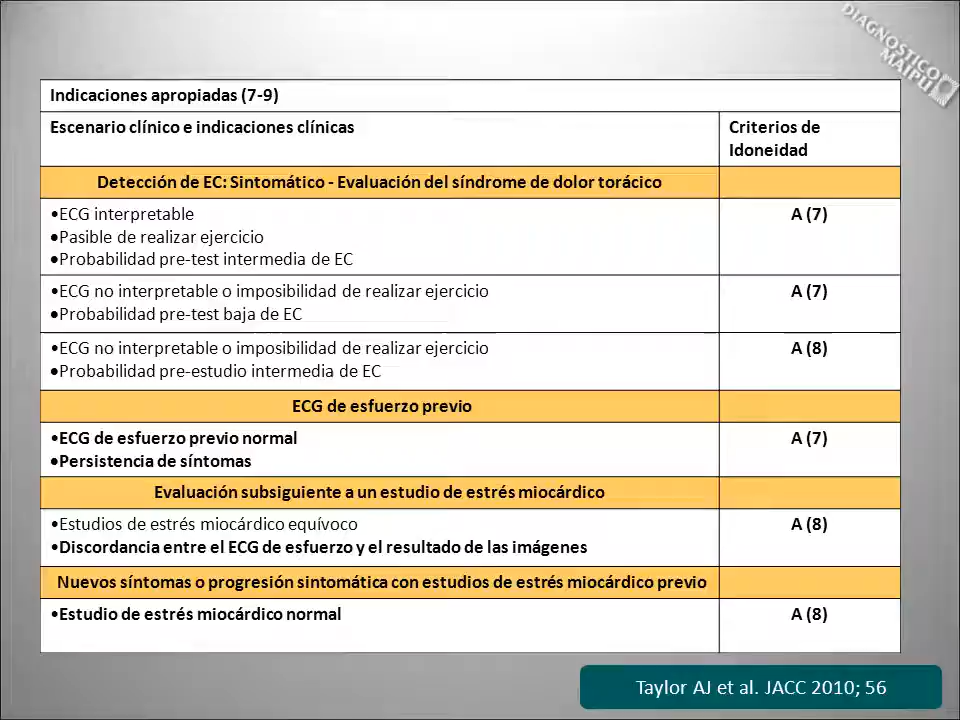 DIAGNOSTICO
MAIPU
Indicaciones apropiadas (7-9)
Escenario clínico e indicaciones clínicas
Criterios de
Idoneidad
Detección de EC: Sintomático - Evaluación del síndrome de dolor torácico
•ECG interpretable
•Pasible de realizar ejercicio
•Probabilidad pre-test intermedia de EC
A (7)
•ECG no interpretable o imposibilidad de realizar ejercicio
•Probabilidad pre-test baja de EC
A (7)
•ECG no interpretable o imposibilidad de realizar ejercicio
•Probabilidad pre-estudio intermedia de EC
A (8)
ECG de esfuerzo previo
•ECG de esfuerzo previo normal
•Persistencia de síntomas
A (7)
Evaluación subsiguiente a un estudio de estrés miocárdico
•Estudios de estrés miocárdico equívoco
•Discordancia entre el ECG de esfuerzo y el resultado de las imágenes
A (8)
Nuevos síntomas o progresión sintomática con estudios de estrés miocárdico previo
•Estudio de estrés miocárdico normal
A (8)
Taylor AJ et al. JACC 2010; 56